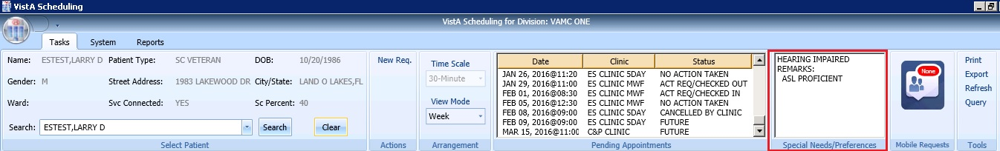 VistA Scheduling
VistA Scheduling for Division: VAMC ONE
Tasks System Reports
Name: ESTEST,LARRY D Patient Type: SC VETERAN DOB: 10/20/1986
Gender: M Street Address: 1983 LAKEWOOD DR City/State: LAND O LAKES,FL
Ward: Svc Connected: YES Sc Percent: 40
Search: ESTEST,LARRY D Search Clear
Select Patient
New Req.
Actions
Time Scale
30-Minute
View Mode
Week
Arrangement
Date Clinic Status
JAN 26, 2016@11:20 ES CLINIC 5DAY NO ACTION TAKEN
JAN 29, 2016@11:00 ES CLINIC MWF ACT REQ/CHECKED OUT
FEB 01, 2016@08:30 ES CLINIC MWF ACT REQ/CHECKED IN
FEB 05, 2016@12:30 ES CLINIC MWF NO ACTION TAKEN
FEB 08, 2016@09:00 ES CLINIC 5DAY CANCELLED BY CLINIC
FEB 09, 2016@09:00 ES CLINIC 5DAY FUTURE
MAR 15, 2016@11:00 C&P CLINIC FUTURE
Pending Appointments
HEARING IMPAIRED
REMARKS:
ASL PROFICIENT
Special Needs/Preferences
None
Mobile Requests
Print
Export
Refresh
Query
Tools